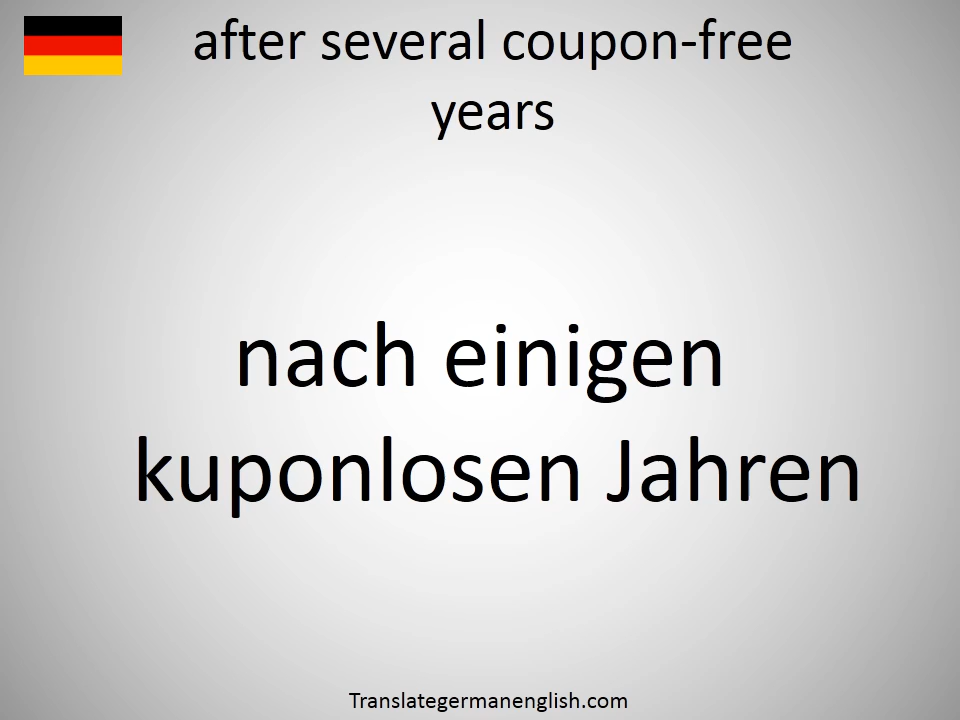 after several coupon-free
years
nach einigen
kuponlosen Jahren
Translategermanenglish.com